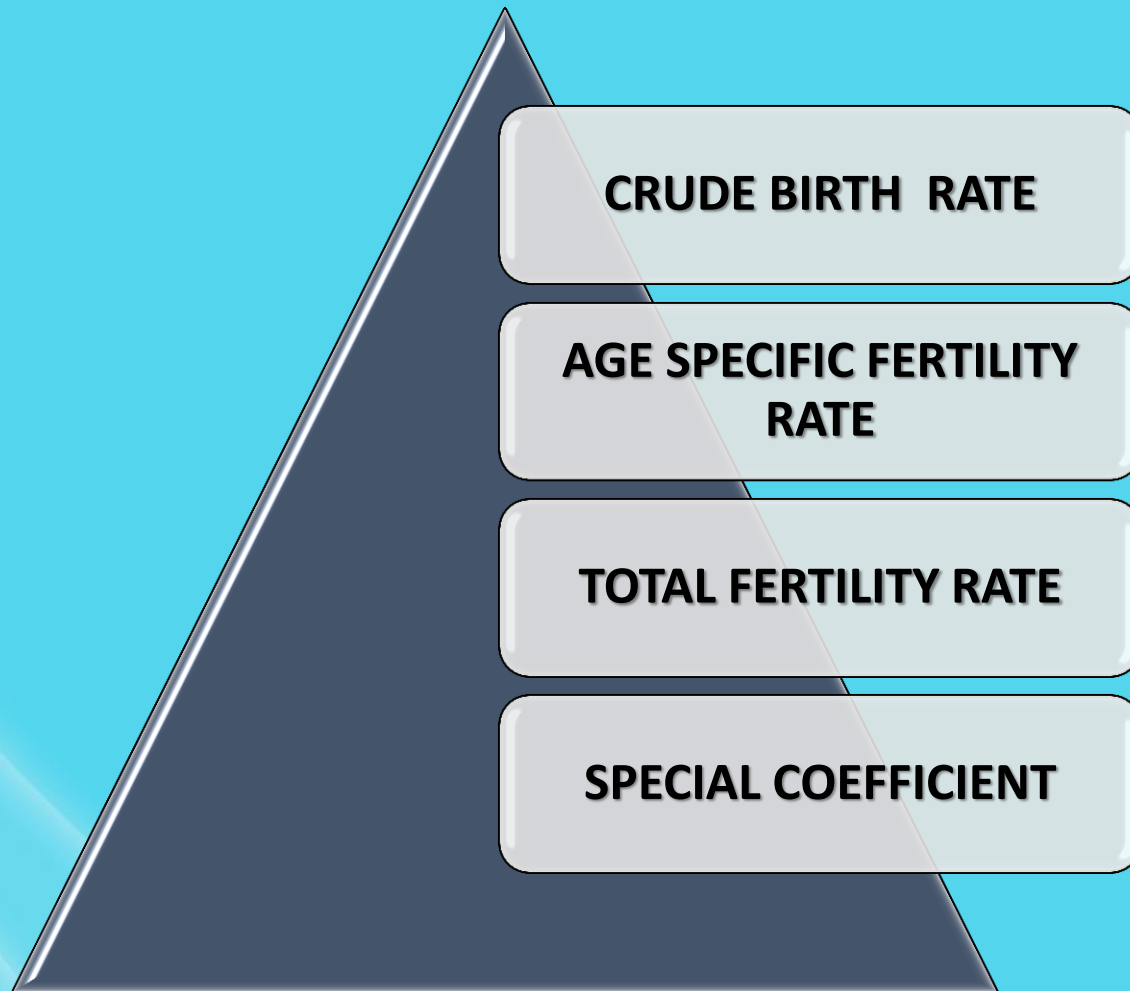 CRUDE BIRTH  RATE
AGE SPECIFIC FERTILITY
RATE
TOTAL FERTILITY RATE
SPECIAL COEFFICIENT